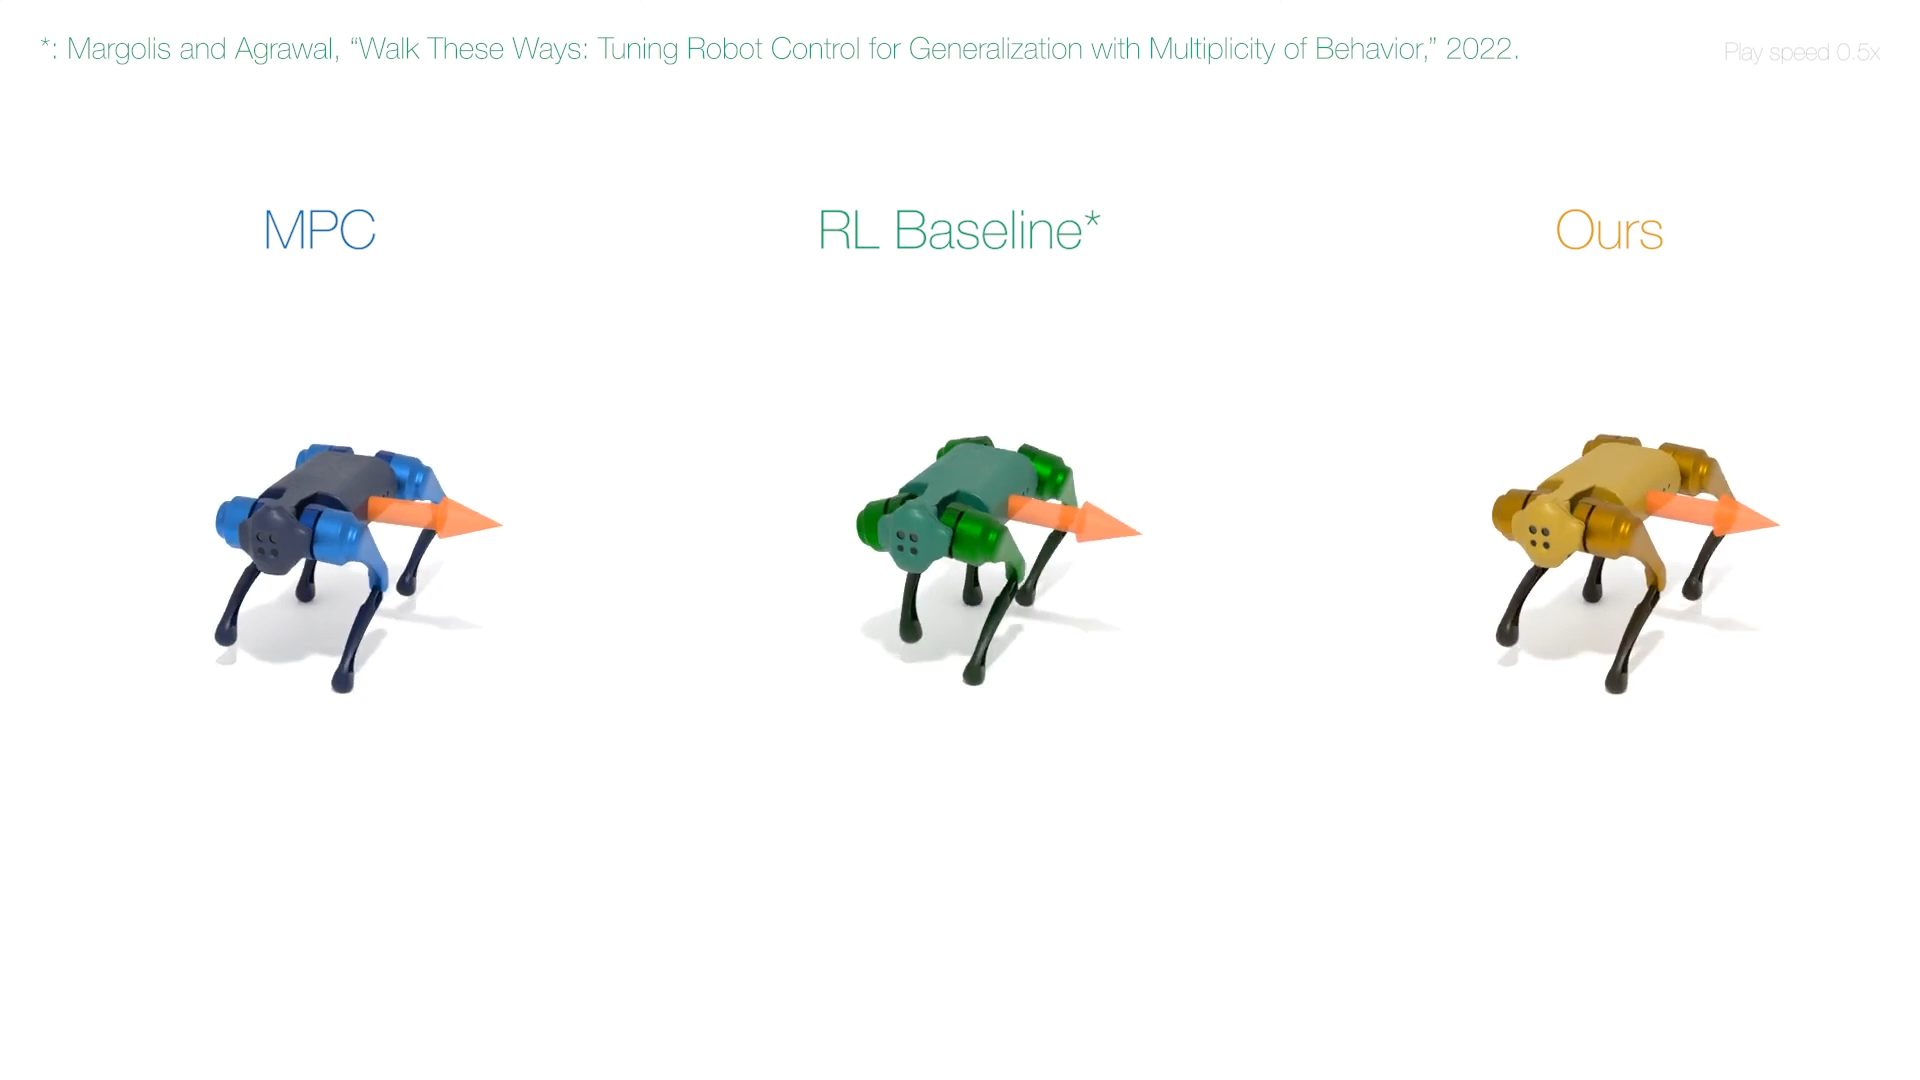 *: Margolis and Agrawal, “Walk These Ways: Tuning Robot Control for Generalization with Multiplicity of Behavior,” 2022.
Play speed 0.5x
MPC
RL Baseline*
Ours